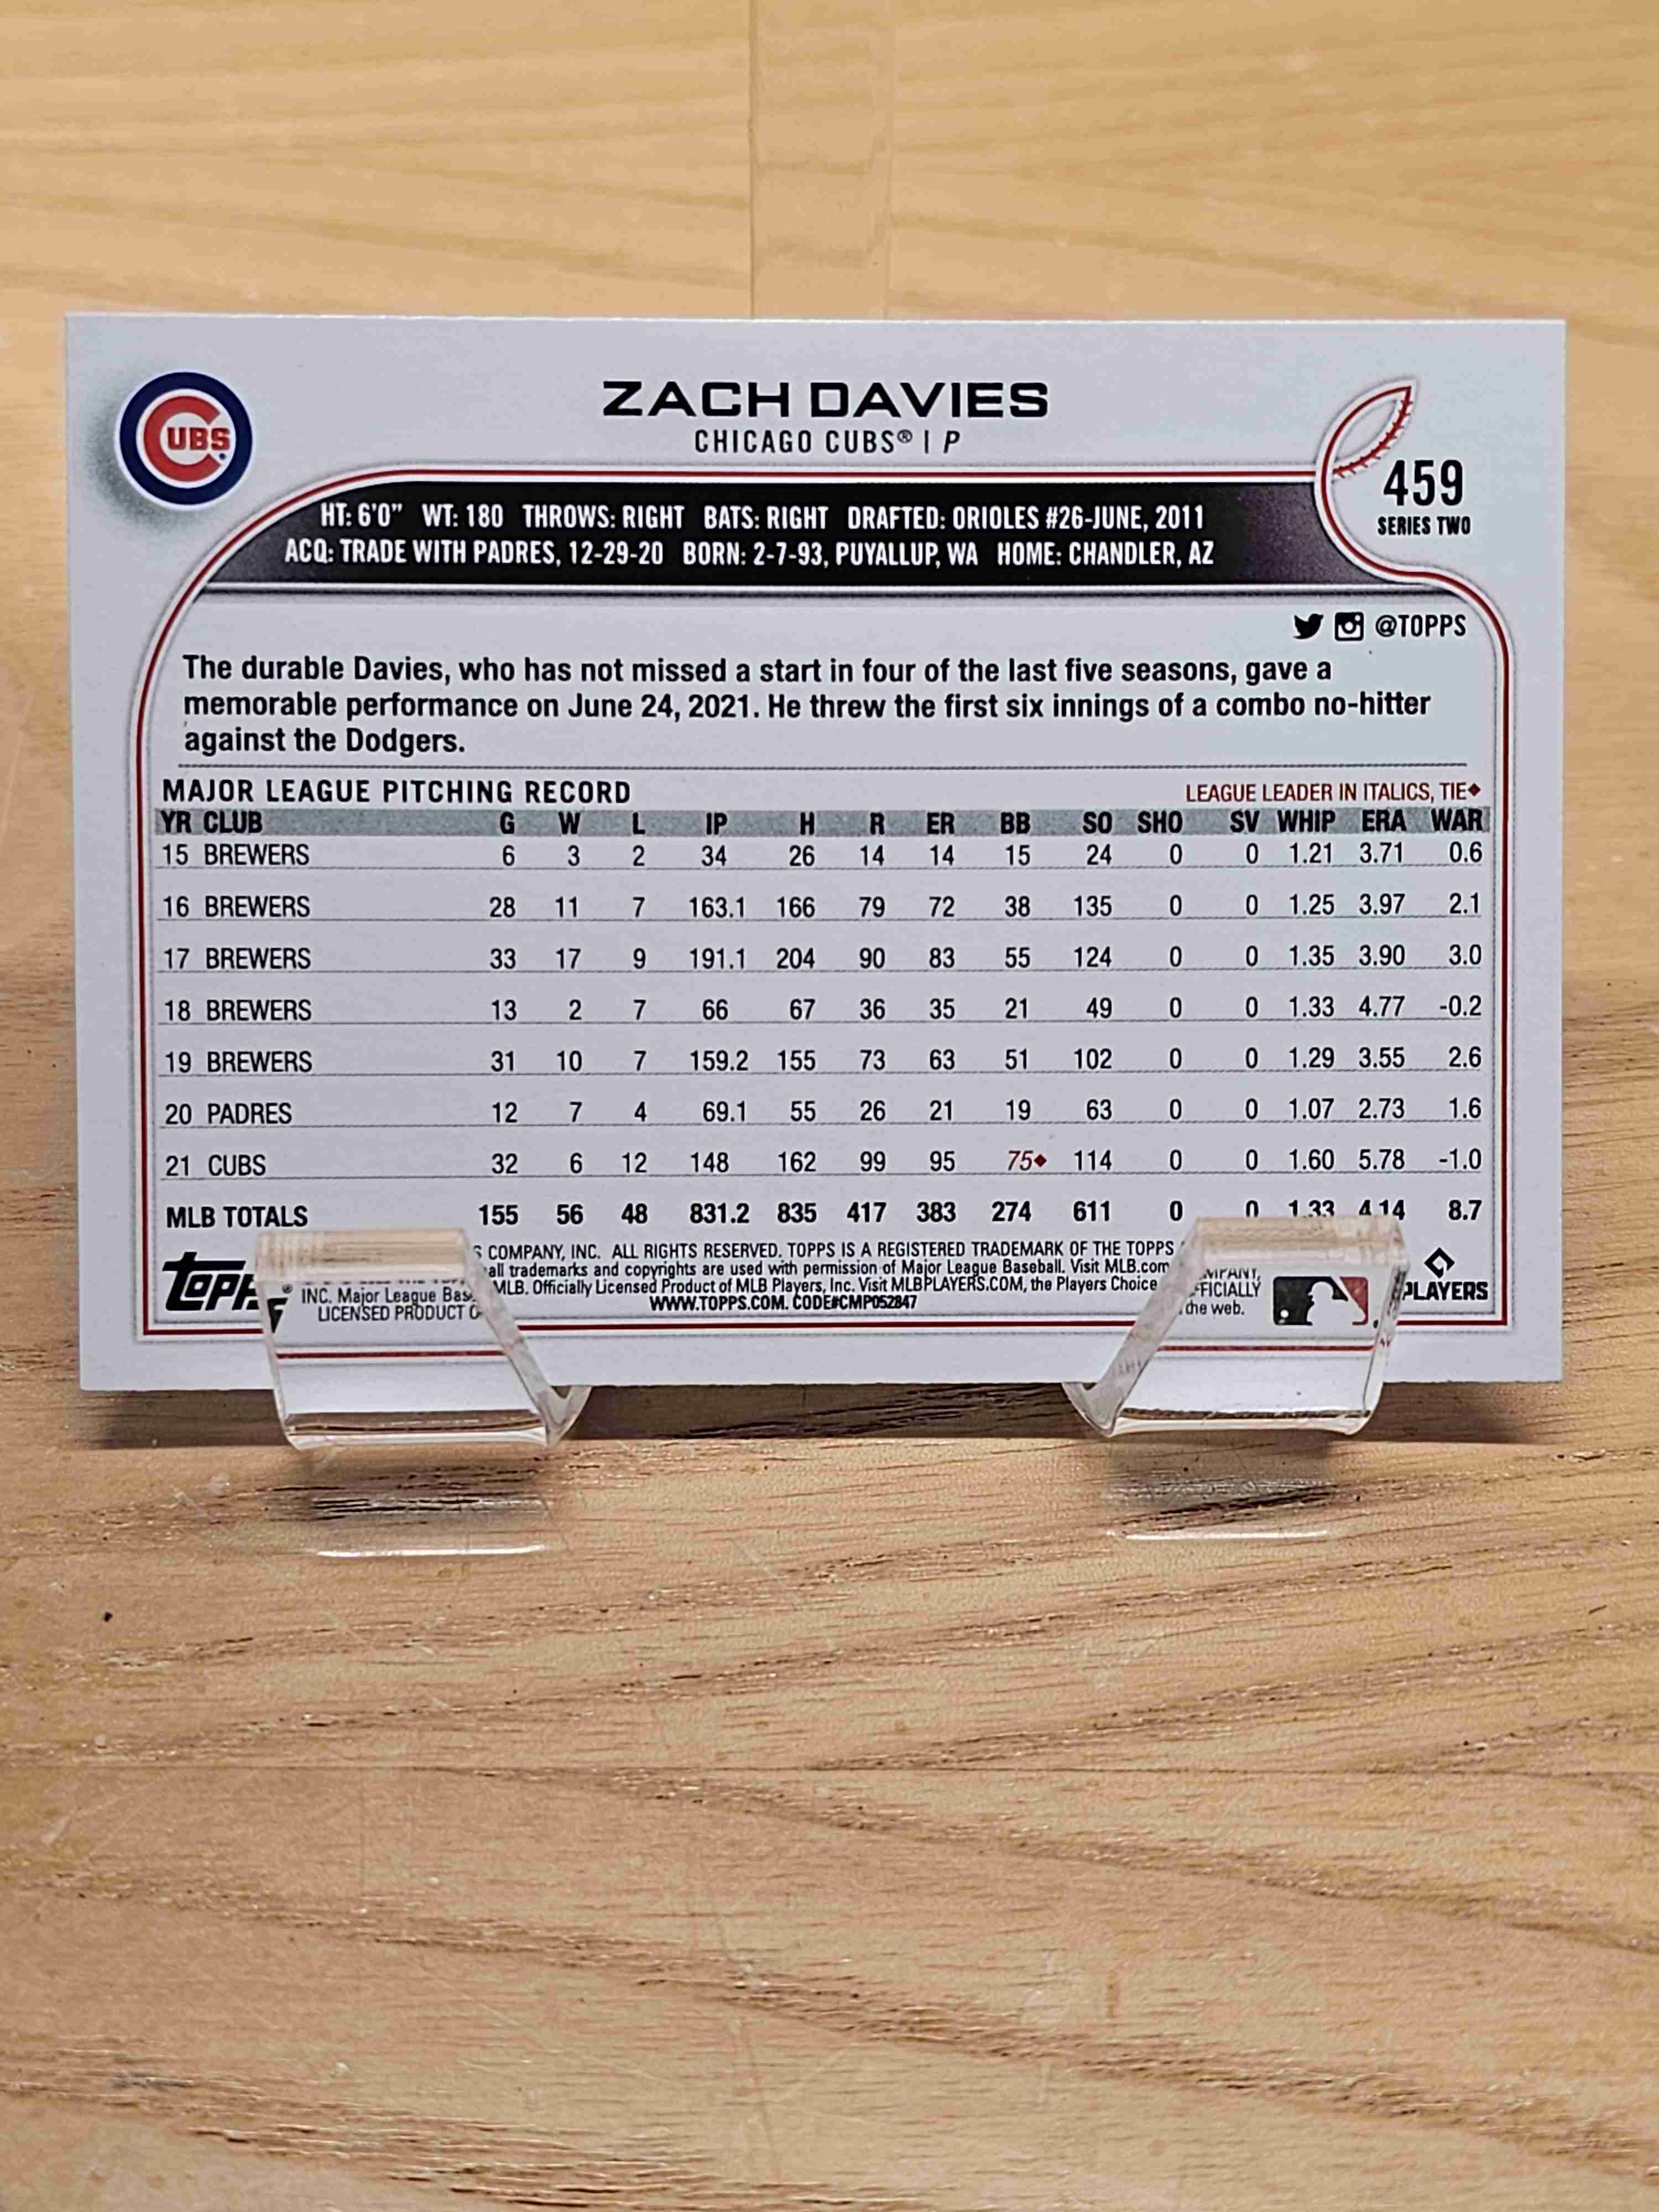 UBS
ZACH DAVIES
CHICAGO CUBS® | P
459
SERIES TWO
HT: 6'0" WT: 180 THROWS: RIGHT BATS: RIGHT DRAFTED: ORIOLES #26-JUNE, 2011
ACQ: TRADE WITH PADRES, 12-29-20 BORN: 2-7-93, PUYALLUP, WA HOME: CHANDLER, AZ
@TOPPS
The durable Davies, who has not missed a start in four of the last five seasons, gave a
memorable performance on June 24, 2021. He threw the first six innings of a combo no-hitter
against the Dodgers.
MAJOR LEAGUE PITCHING RECORD LEAGUE LEADER IN ITALICS, TIE♦
YR CLUB G W L IP H R ER BB SO SHO SV WHIP ERA WAR
15 BREWERS 6 3 2 34 26 14 14 15 24 0 0 1.21 3.71 0.6
16 BREWERS 28 11 7 163.1 166 79 72 38 135 0 0 1.25 3.97 2.1
17 BREWERS 33 17 9 191.1 204 90 83 55 124 0 0 1.35 3.90 3.0
18 BREWERS 13 2 7 66 67 36 35 21 49 0 0 1.33 4.77 -0.2
19 BREWERS 31 10 7 159.2 155 73 63 51 102 0 0 1.29 3.55 2.6
20 PADRES 12 7 4 69.1 55 26 21 19 63 0 0 1.07 2.73 1.6
21 CUBS 32 6 12 148 162 99 95 75♦ 114 0 0 1.60 5.78 -1.0
MLB TOTALS 155 56 48 831.2 835 417 383 274 611 0 0 1.33 4.14 8.7
COMPANY, INC. ALL RIGHTS RESERVED. TOPPS IS A REGISTERED TRADEMARK OF THE TOPPS
INC. Major League all trademarks and copyrights are used with permission of Major League Baseball. Visit MLB.com
LICENSED PRODUCT MLB. Officially Licensed Product of MLB Players, Inc. Visit MLBPLAYERS.COM, the Players Choice the web.
WWW.TOPPS.COM. CODE#CMP052847
PLAYERS